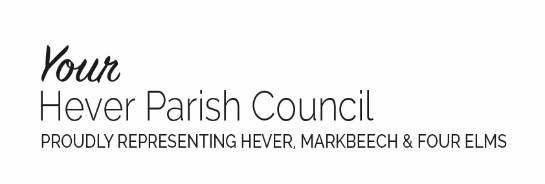 Your
Hever Parish Council
PROUDLY REPRESENTING HEVER, MARKBEECH & FOUR ELMS